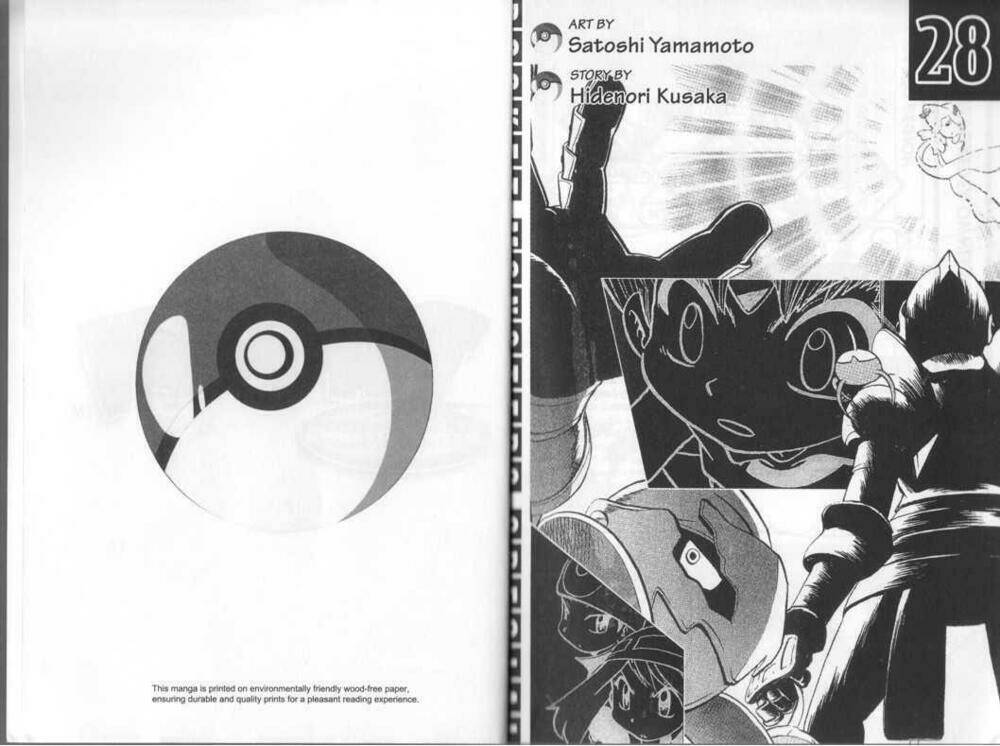 This manga is printed on environmentally friendly wood-free paper,
ensuring durable and quality prints for a pleasant reading experience.
ART BY
Satoshi Yamamoto
STORY BY
Hidenori Kusaka
28